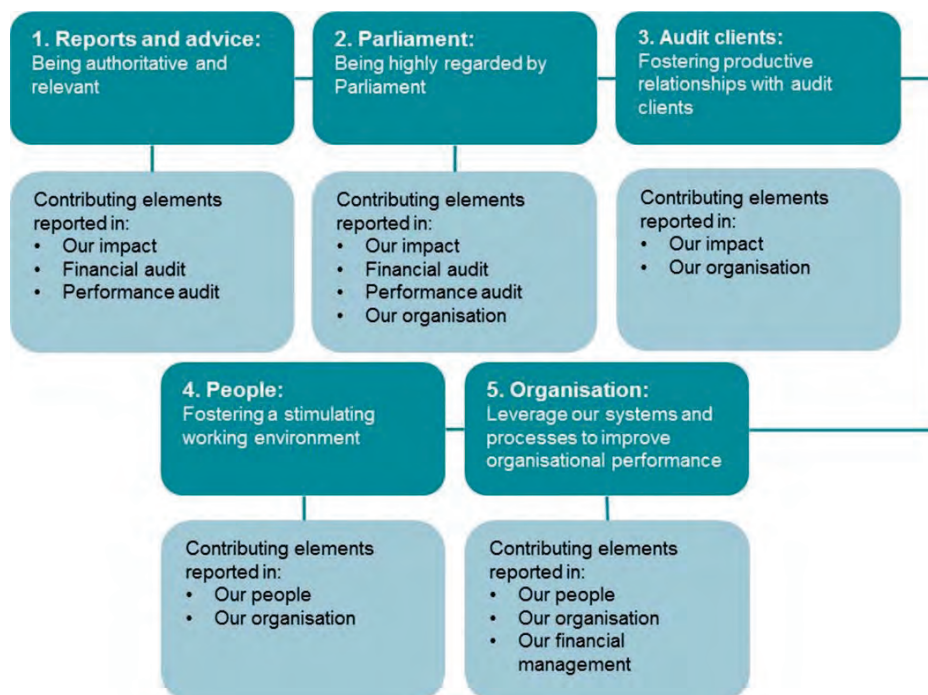 1. Reports and advice:
Being authoritative and
relevant
2. Parliament:
Being highly regarded by
Parliament
3. Audit clients:
Fostering productive
relationships with audit
clients
Contributing elements
reported in:
• Our impact
• Financial audit
• Performance audit
Contributing elements
reported in:
• Our impact
• Financial audit
• Performance audit
• Our organisation
Contributing elements
reported in:
• Our impact
• Our organisation
4. People:
Fostering a stimulating
working environment
5. Organisation:
Leverage our systems and
processes to improve
organisational performance
Contributing elements
reported in:
• Our people
• Our organisation
Contributing elements
reported in:
• Our people
• Our organisation
• Our financial
management